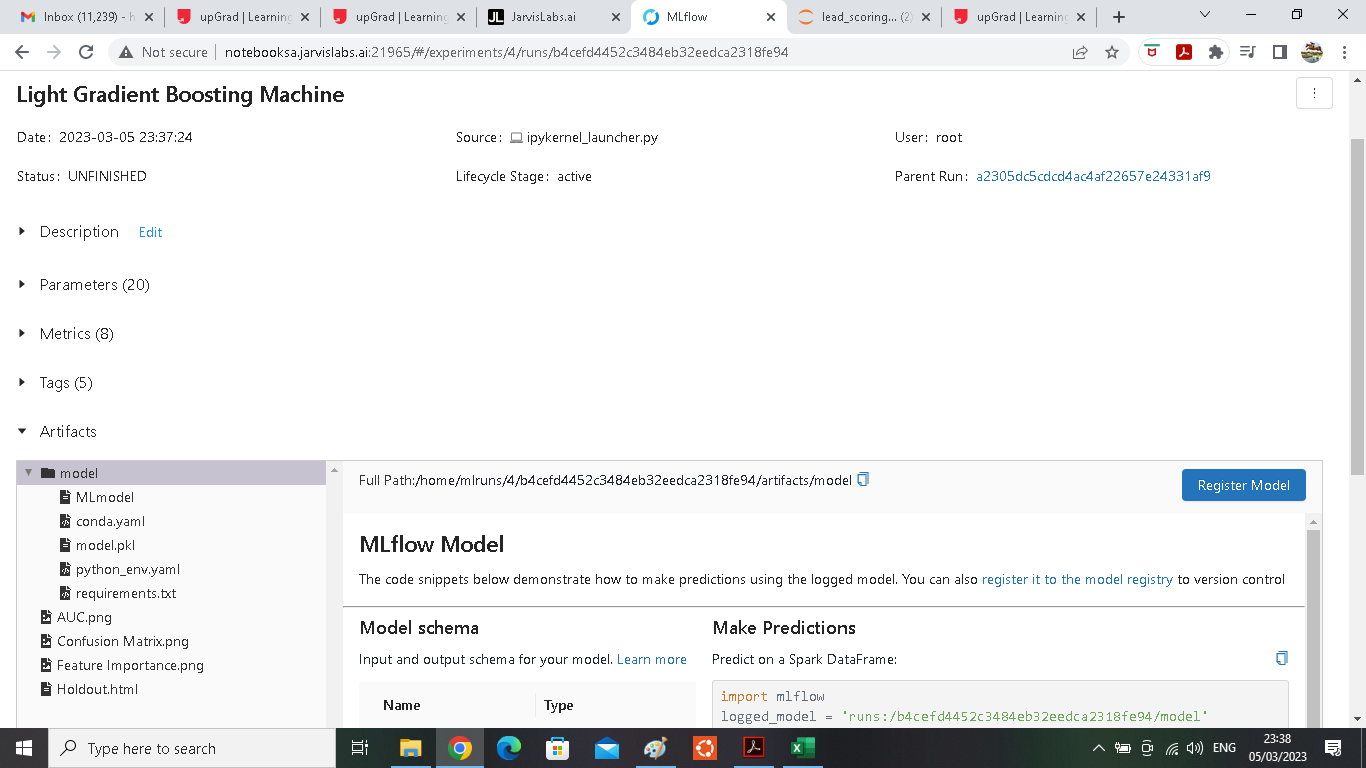 Inbox (11,239) - h
upGrad | Learning
upGrad | Learning
JarvisLabs.ai
MLflow
lead_scoring... (2)
upGrad | Learning
Not secure
notebooksa.jarvislabs.ai:21965/#/experiments/4/runs/b4cefd4452c3484eb32eedca2318fe94
Light Gradient Boosting Machine
Date: 2023-03-05 23:37:24
Source: ipykernel_launcher.py
User: root
Status: UNFINISHED
Lifecycle Stage: active
Parent Run: a2305dc5cdcd4ac4af22657e24331af9
Description Edit
Parameters (20)
Metrics (8)
Tags (5)
Artifacts
model
MLmodel
conda.yaml
model.pkl
python_env.yaml
requirements.txt
AUC.png
Confusion Matrix.png
Feature Importance.png
Holdout.html
Full Path:/home/mlruns/4/b4cefd4452c3484eb32eedca2318fe94/artifacts/model
Register Model
MLflow Model
The code snippets below demonstrate how to make predictions using the logged model. You can also register it to the model registry to version control
Model schema
Input and output schema for your model. Learn more
Name Type
Make Predictions
Predict on a Spark DataFrame:
import mlflow
logged_model = 'runs:/b4cefd4452c3484eb32eedca2318fe94/model'
Type here to search
ENG
23:38
05/03/2023